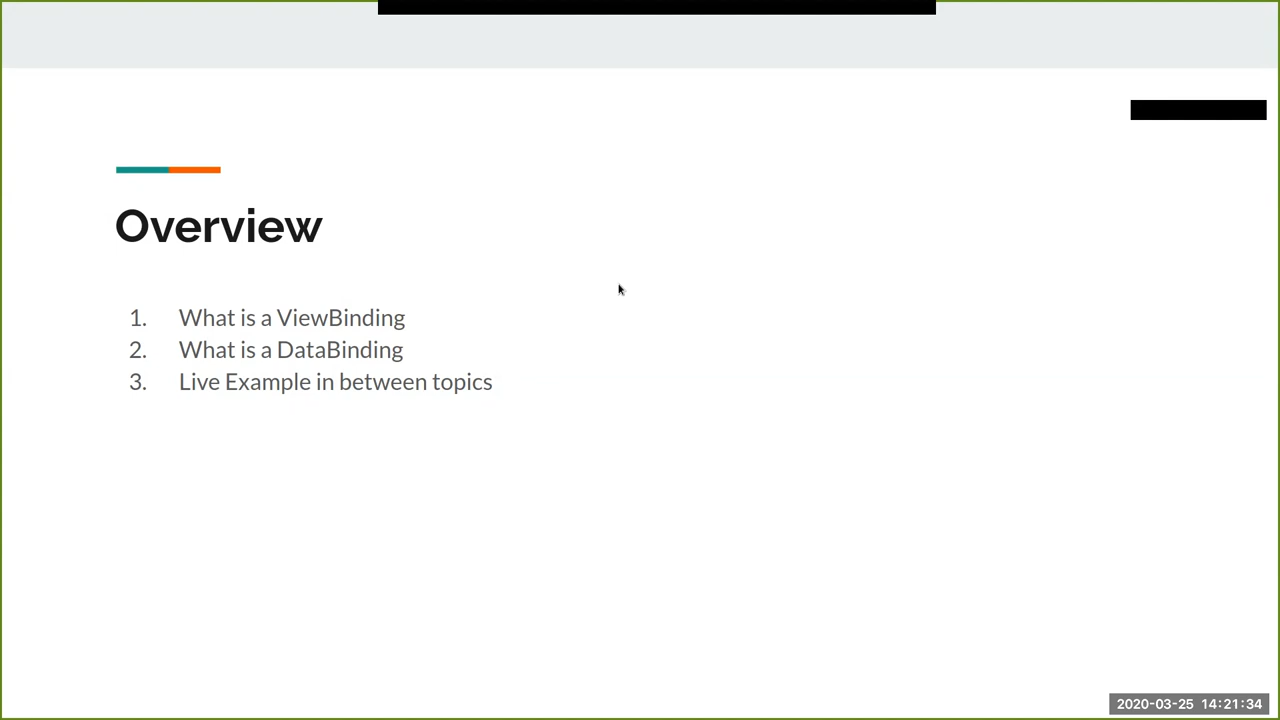 Overview
1. What is a ViewBinding
2. What is a DataBinding
3. Live Example in between topics
2020-03-25 14:21:34